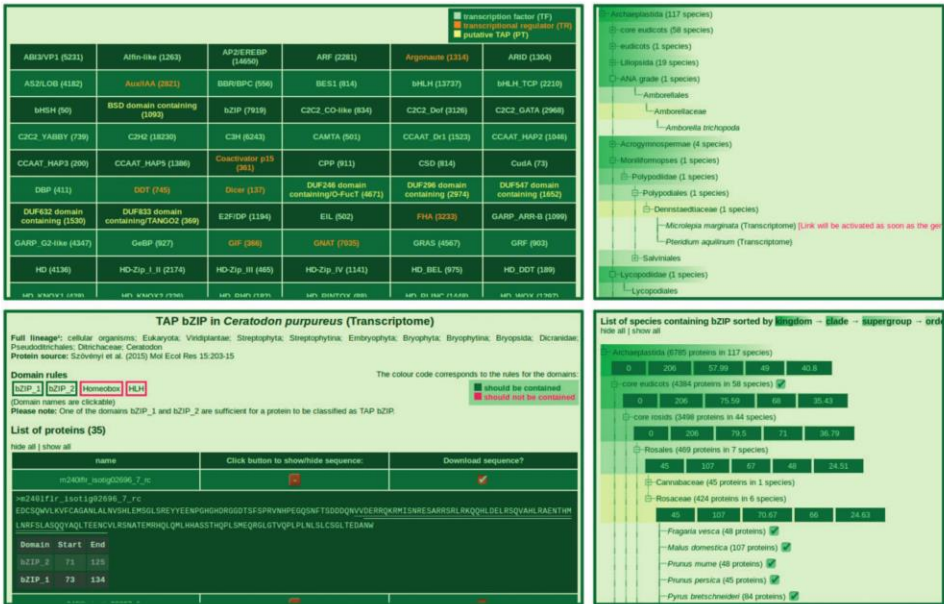 transcription factor (TF)
transcriptional regulator (TR)
putative TAP (PT)
ABI3/VP1 (5231) Alfin-like (1263) AP2/EREBP (14650) ARF (2281) Argonaute (1314) ARID (1304)
AS2/LOB (4182) Aux/IAA (2821) BBR/BPC (556) BES1 (814) bHLH (13737) bHLH_TCP (2210)
bHSH (50) BSD domain containing (1093) bZIP (7919) C2C2_CO-like (834) C2C2_Dof (3126) C2C2_GATA (2968)
C2C2_YABBY (739) C2H2 (18230) C3H (6243) CAMTA (501) CCAAT_Dr1 (1523) CCAAT_HAP2 (1046)
CCAAT_HAP3 (200) CCAAT_HAP5 (1386) Coactivator p15 (361) CPP (911) CSD (814) CudA (73)
DBP (411) DDT (745) Dicer (137) DUF246 domain containing/O-FucT (4671) DUF296 domain containing (2974) DUF547 domain containing (1652)
DUF632 domain containing (1530) DUF833 domain containing/TANGO2 (369) E2F/DP (1194) EIL (502) FHA (3233) GARP_ARR-B (1099)
GARP_G2-like (4347) GeBP (927) GIF (366) GNAT (7035) GRAS (4567) GRF (903)
HD (4136) HD-Zip_I_II (2174) HD-Zip_III (465) HD-Zip_IV (1141) HD_BEL (975) HD_DDT (189)
Archaeplastida (117 species)
core eudicots (58 species)
eudicots (1 species)
Liliopsida (19 species)
ANA grade (1 species)
Amborellales
Amborellaceae
Amborella trichopoda
Acrogymnospermae (4 species)
Moniliformopses (1 species)
Polypodiidae (1 species)
Polypodiales (1 species)
Dennstaedtiaceae (1 species)
Microlepia marginata (Transcriptome) [Link will be activated as soon as the ger
Pteridium aquilinum (Transcriptome)
Salviniales
Lycopodiidae (1 species)
Lycopodiales
TAP bZIP in Ceratodon purpureus (Transcriptome)
Full lineage¹: cellular organisms; Eukaryota; Viridiplantae; Streptophyta; Streptophytina; Embryophyta; Bryophyta; Bryophytina; Bryopsida; Dicranidae;
Pseudoditrichales; Ditrichaceae; Ceratodon
Protein source: Szövényi et al. (2015) Mol Ecol Res 15:203-15
Domain rules The colour code corresponds to the rules for the domains:
bZIP_1 bZIP_2 Homeobox HLH should be contained
(Domain names are clickable) should not be contained
Please note: One of the domains bZIP_1 and bZIP_2 are sufficient for a protein to be classified as TAP bZIP.
List of proteins (35)
hide all | show all
name Click button to show/hide sequence: Download sequence?
m240lflr_isotig02696_7_rc
>m240lflr_isotig02696_7_rc
Domain Start End
bZIP_2 71 125
bZIP_1 73 134
List of species containing bZIP sorted by kingdom → clade → supergroup → orde
hide all | show all
Archaeplastida (6785 proteins in 117 species)
0 206 57.99 49 40.8
core eudicots (4384 proteins in 58 species)
0 206 75.59 68 35.43
core rosids (3498 proteins in 44 species)
0 206 79.5 71 36.79
Rosales (469 proteins in 7 species)
45 107 67 48 24.51
Cannabaceae (45 proteins in 1 species)
Rosaceae (424 proteins in 6 species)
45 107 70.67 66 24.63
Fragaria vesca (48 proteins)
Malus domestica (107 proteins)
Prunus mume (48 proteins)
Prunus persica (45 proteins)
Pyrus bretschneideri (84 proteins)